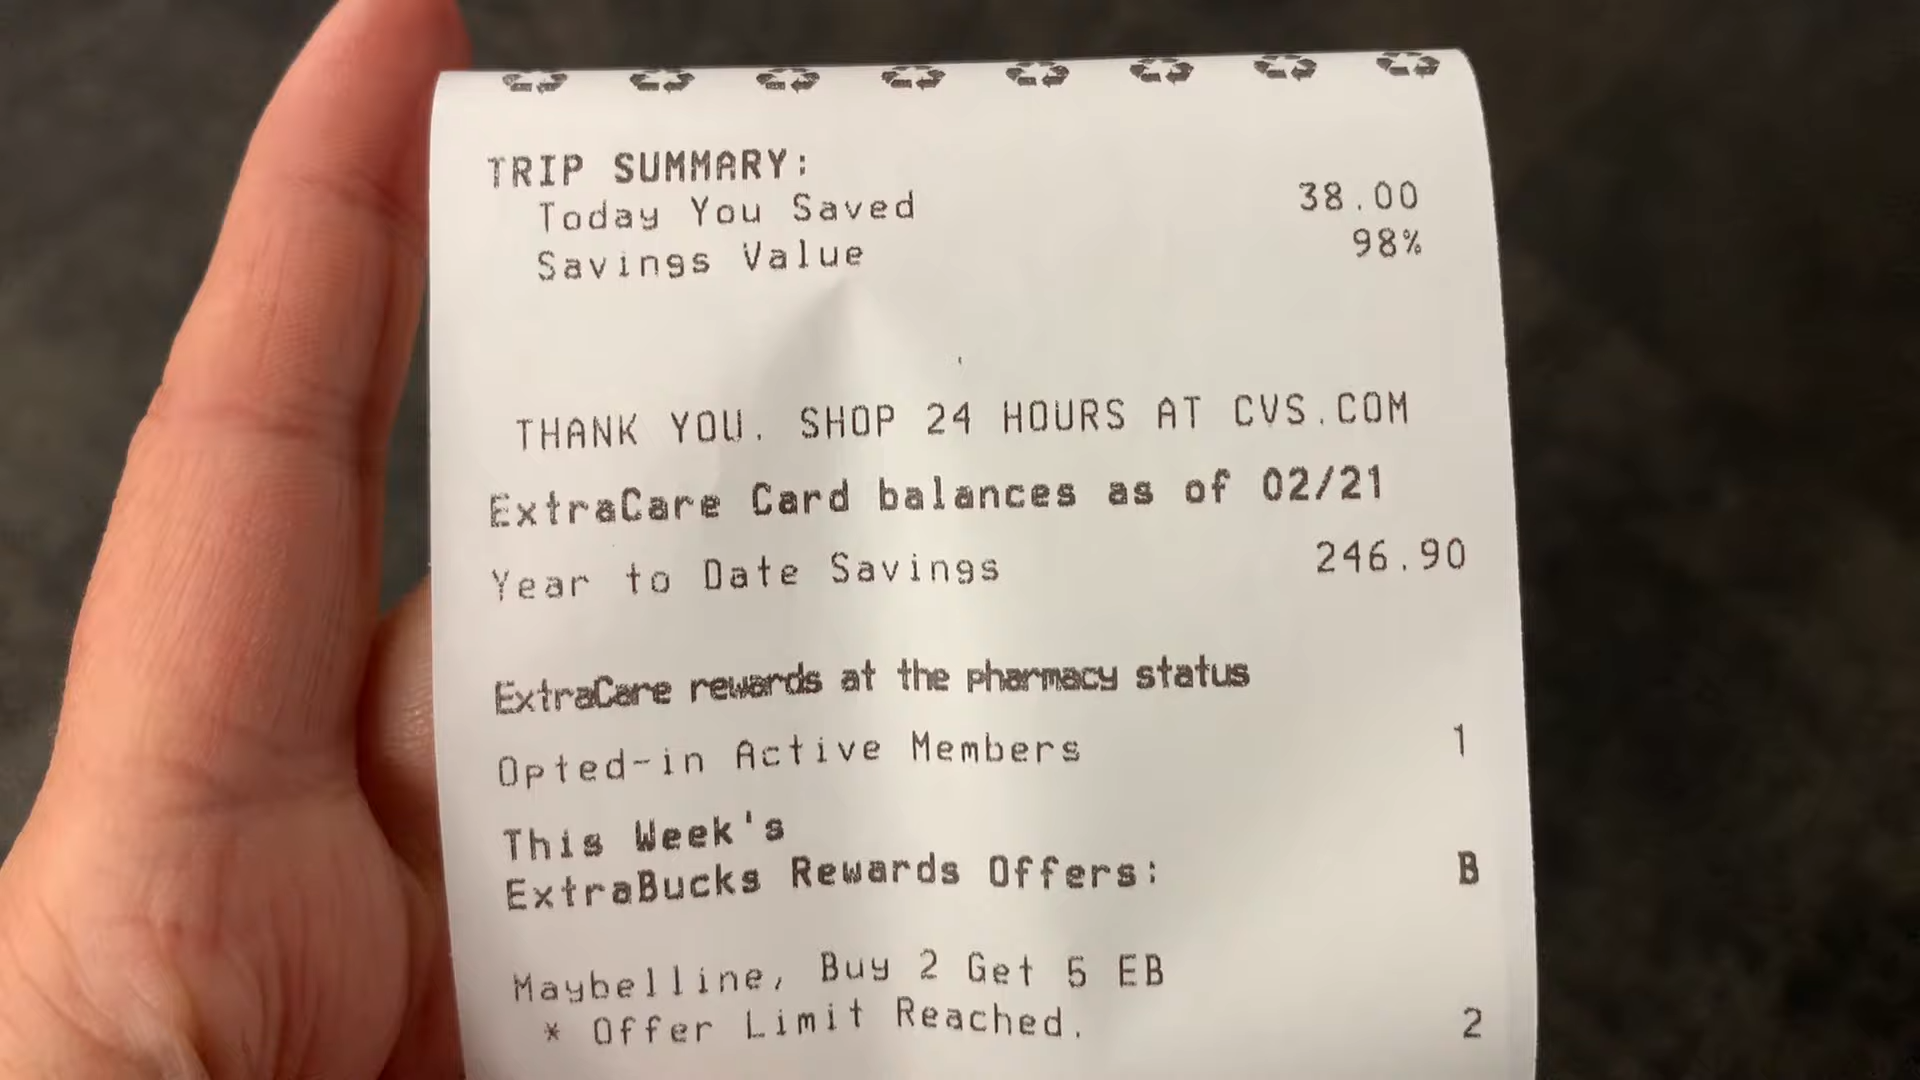 TRIP SUMMARY:
Today You Saved 38.00
Savings Value 98%
THANK YOU. SHOP 24 HOURS AT CVS.COM
ExtraCare Card balances as of 02/21
Year to Date Savings 246.90
ExtraCare rewards at the pharmacy status
Opted-in Active Members 1
This Week's
ExtraBucks Rewards Offers: B
Maybelline, Buy 2 Get 5 EB
* Offer Limit Reached. 2